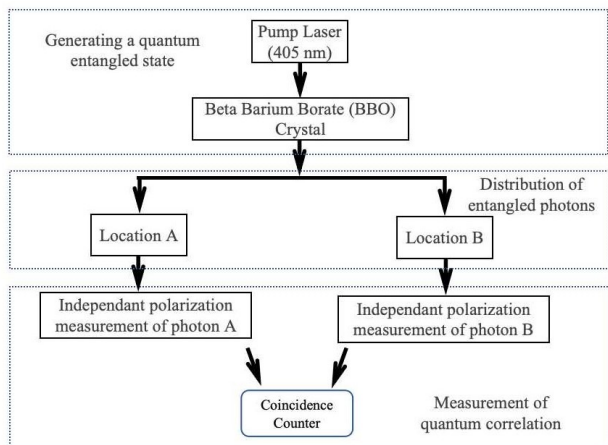 Generating a quantum
entangled state
Pump Laser
(405 nm)
Beta Barium Borate (BBO)
Crystal
Distribution of
entangled photons
Location A
Location B
Independant polarization
measurement of photon A
Independant polarization
measurement of photon B
Coincidence
Counter
Measurement of
quantum correlation